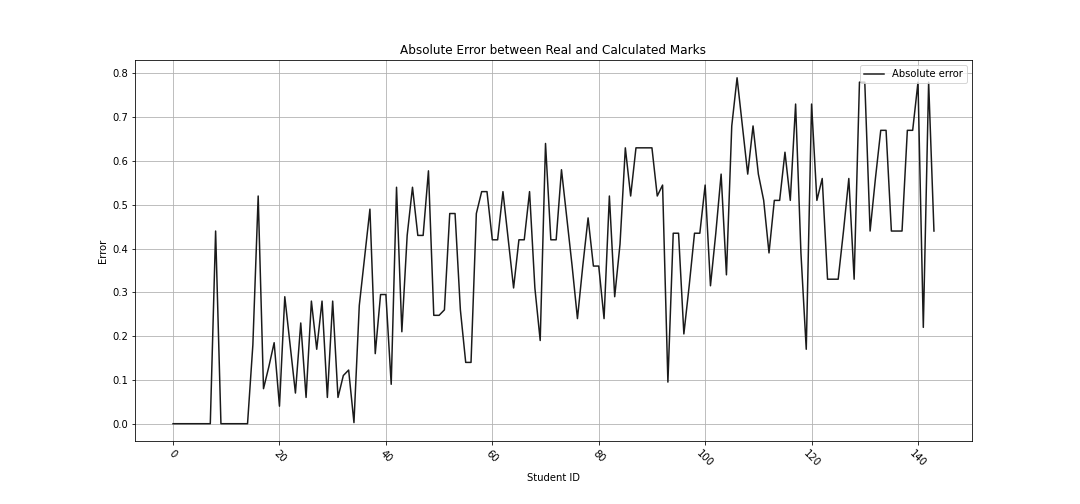 Absolute Error between Real and Calculated Marks
Absolute error
0.8
0.7
0.6
0.5
0.4
0.3
0.2
0.1
0.0
Error
0 20 40 60 80 100 120 140
Student ID